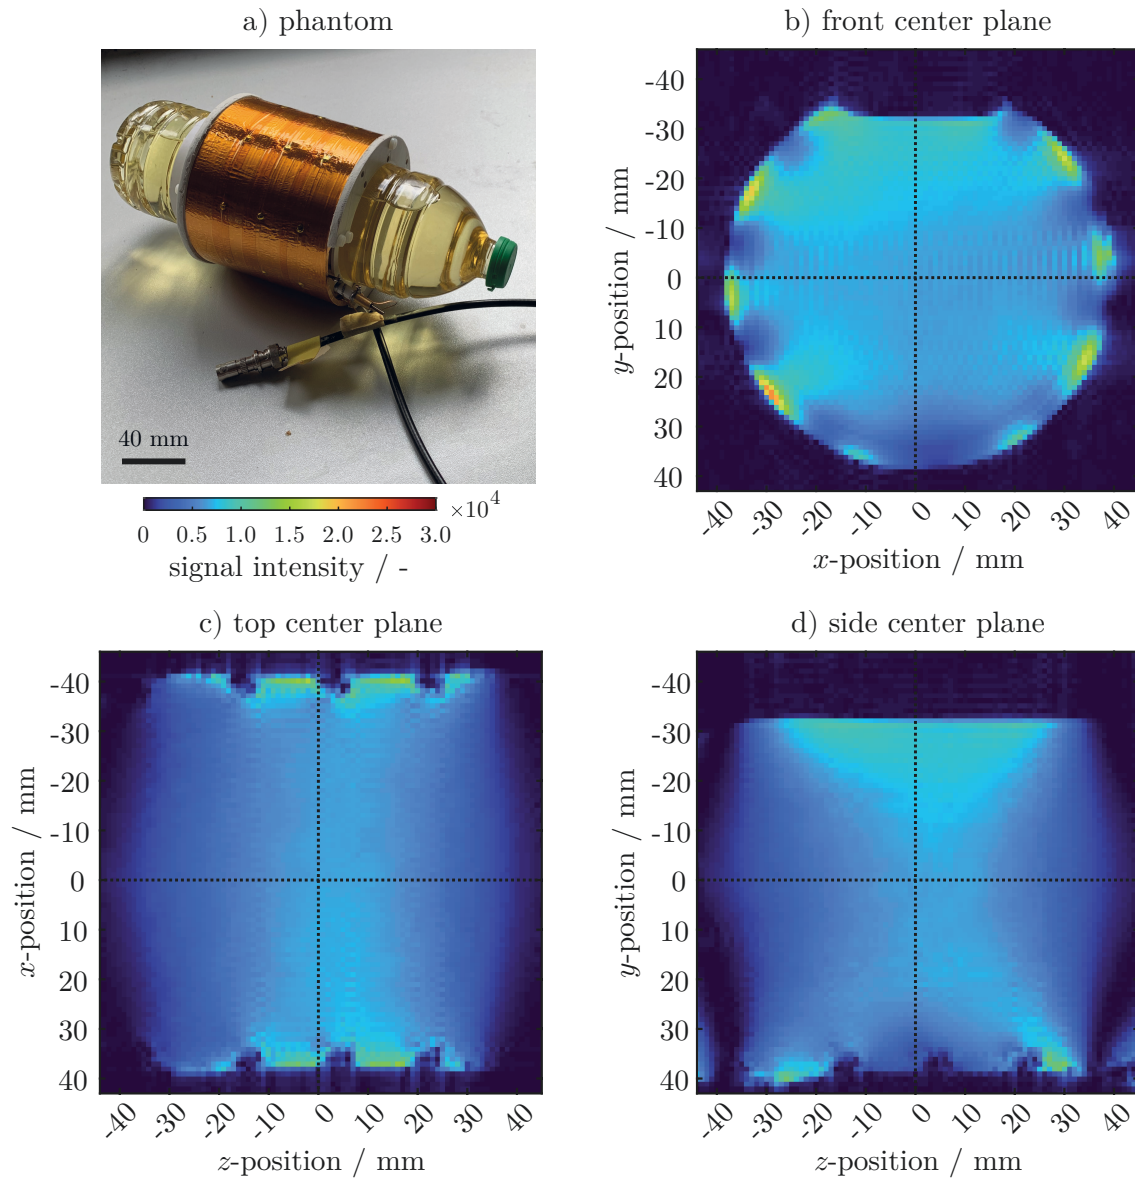 a) phantom
40 mm
0 0.5 1.0 1.5 2.0 2.5 3.0 ×10^4
signal intensity / -
b) front center plane
-40
-30
-20
-10
0
10
20
30
40
y-position / mm
-40 -30 -20 -10 0 10 20 30 40
x-position / mm
c) top center plane
-40
-30
-20
-10
0
10
20
30
40
x-position / mm
-40 -30 -20 -10 0 10 20 30 40
z-position / mm
d) side center plane
-40
-30
-20
-10
0
10
20
30
40
y-position / mm
-40 -30 -20 -10 0 10 20 30 40
z-position / mm